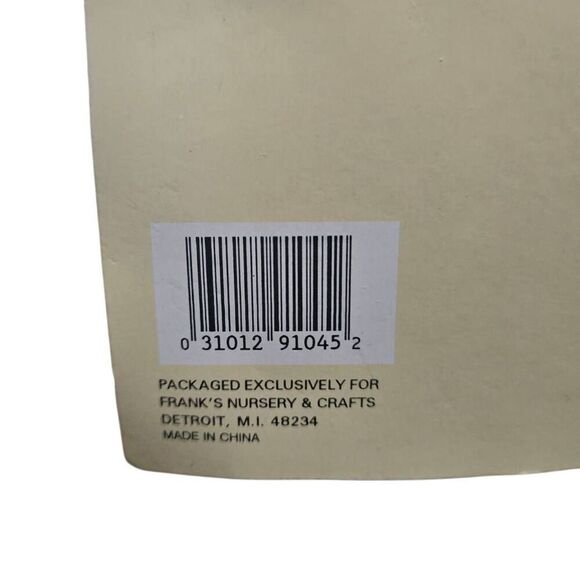 0 31012 91045 2
PACKAGED EXCLUSIVELY FOR
FRANK'S NURSERY & CRAFTS
DETROIT, M.I. 48234
MADE IN CHINA